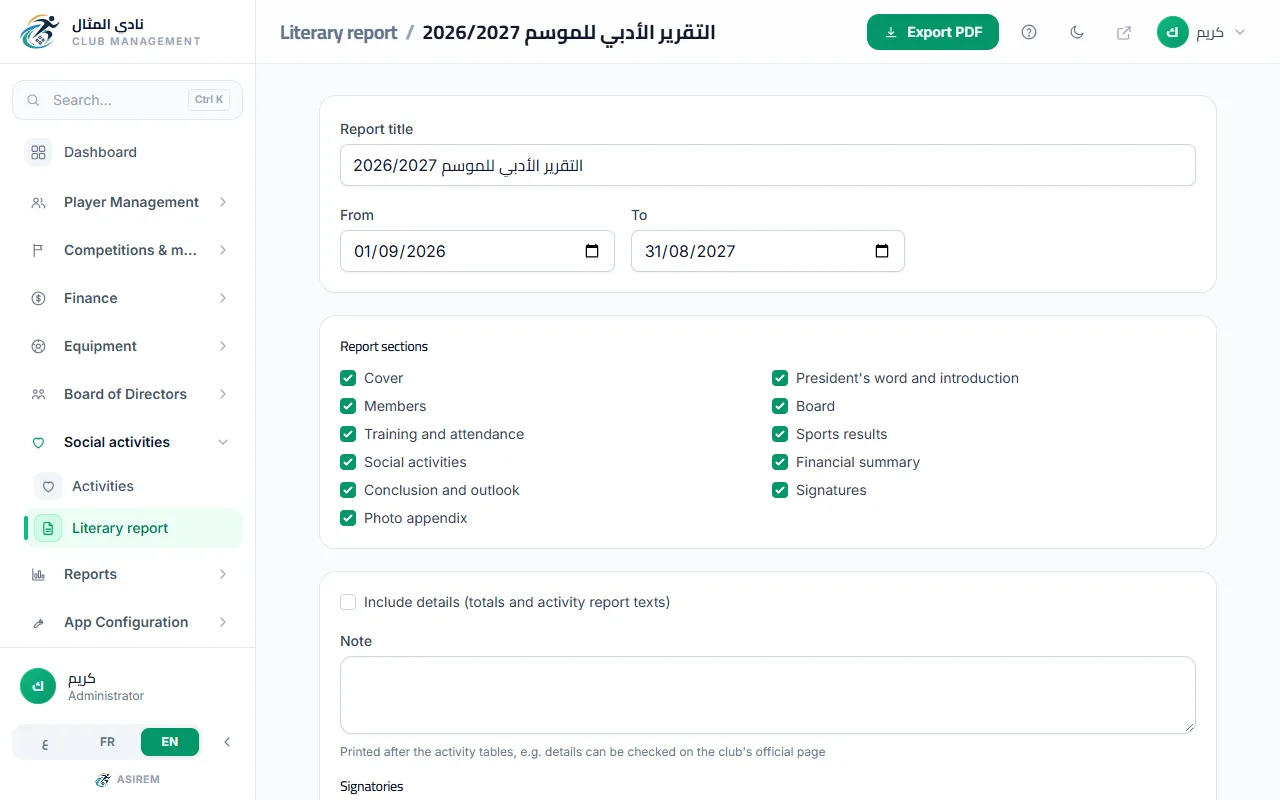 نادي المثال
CLUB MANAGEMENT
Search...
Ctrl K
Dashboard
Player Management
Competitions & m...
Finance
Equipment
Board of Directors
Social activities
Activities
Literary report
Reports
App Configuration
كريم
Administrator
ع
FR
EN
ASIREM
Literary report / التقرير الأدبي للموسم 2026/2027
Export PDF
ك
كريم
Report title
التقرير الأدبي للموسم 2026/2027
From
To
01/09/2026
31/08/2027
Report sections
Cover
President's word and introduction
Members
Board
Training and attendance
Sports results
Social activities
Financial summary
Conclusion and outlook
Signatures
Photo appendix
Include details (totals and activity report texts)
Note
Printed after the activity tables, e.g. details can be checked on the club's official page
Signatories